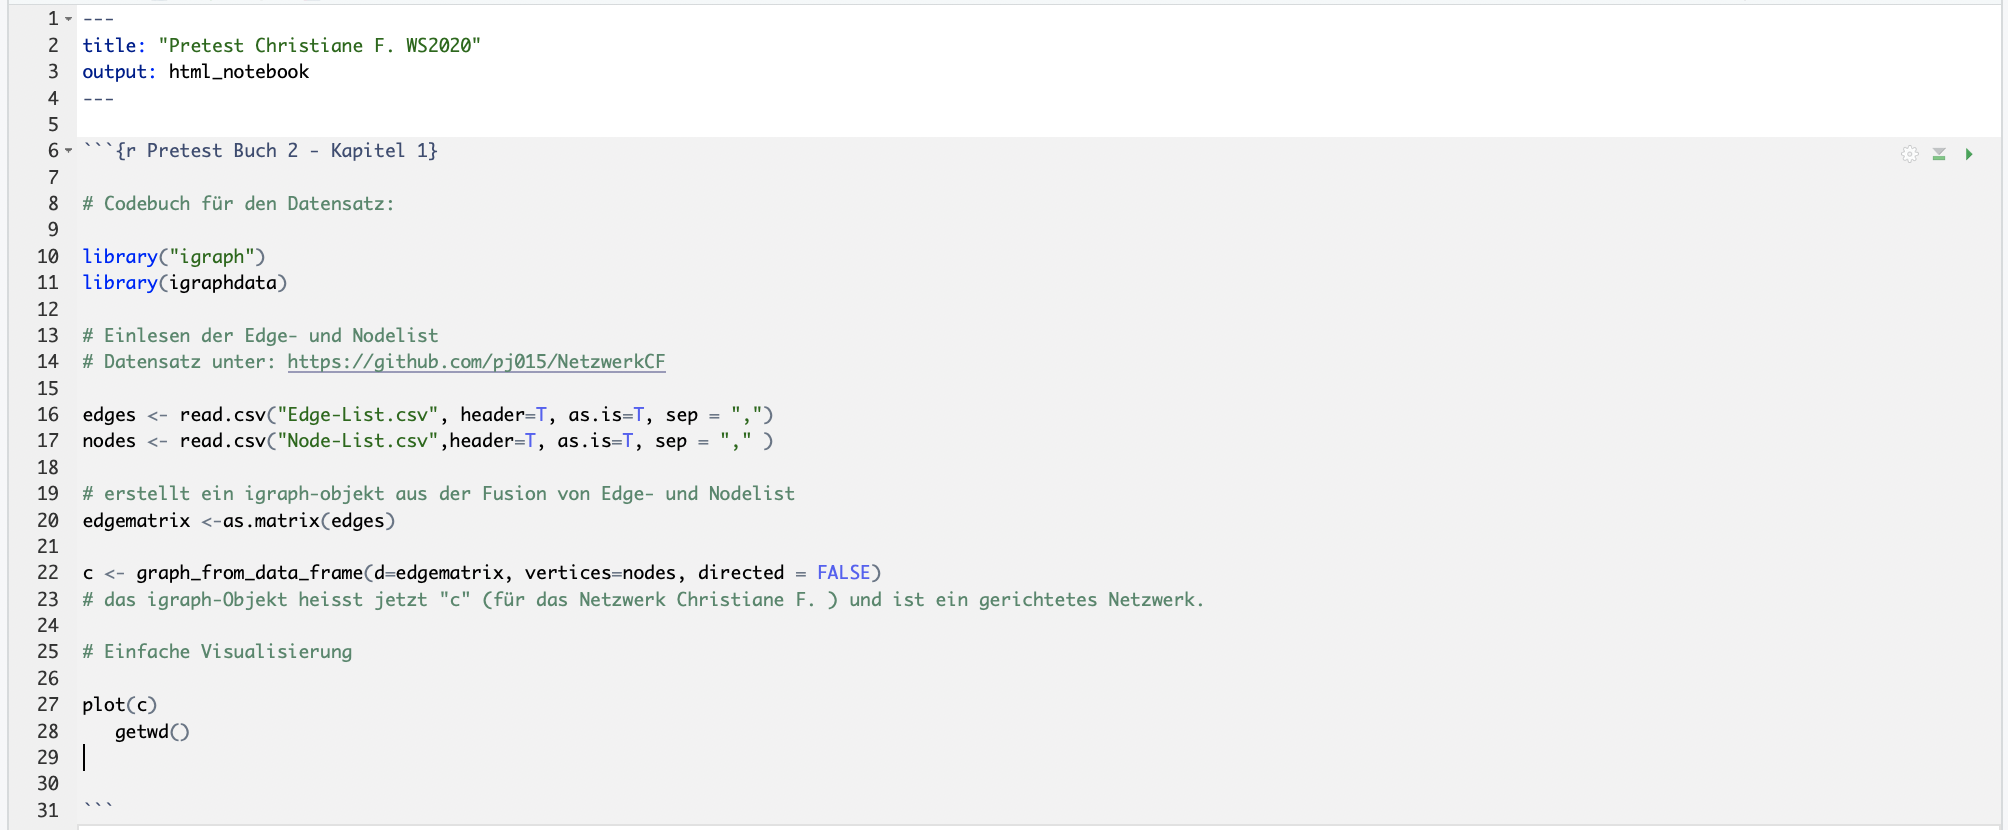 1 ---
2 title: "Pretest Christiane F. WS2020"
3 output: html_notebook
4 ---
5
6 ```{r Pretest Buch 2 - Kapitel 1}
7
8 # Codebuch für den Datensatz:
9
10 library("igraph")
11 library(igraphdata)
12
13 # Einlesen der Edge- und Nodelist
14 # Datensatz unter: https://github.com/pj015/NetzwerkCF
15
16 edges <- read.csv("Edge-List.csv", header=T, as.is=T, sep = ",")
17 nodes <- read.csv("Node-List.csv",header=T, as.is=T, sep = "," )
18
19 # erstellt ein igraph-objekt aus der Fusion von Edge- und Nodelist
20 edgematrix <-as.matrix(edges)
21
22 c <- graph_from_data_frame(d=edgematrix, vertices=nodes, directed = FALSE)
23 # das igraph-Objekt heisst jetzt "c" (für das Netzwerk Christiane F. ) und ist ein gerichtetes Netzwerk.
24
25 # Einfache Visualisierung
26
27 plot(c)
28    getwd()
29
30
31 ```